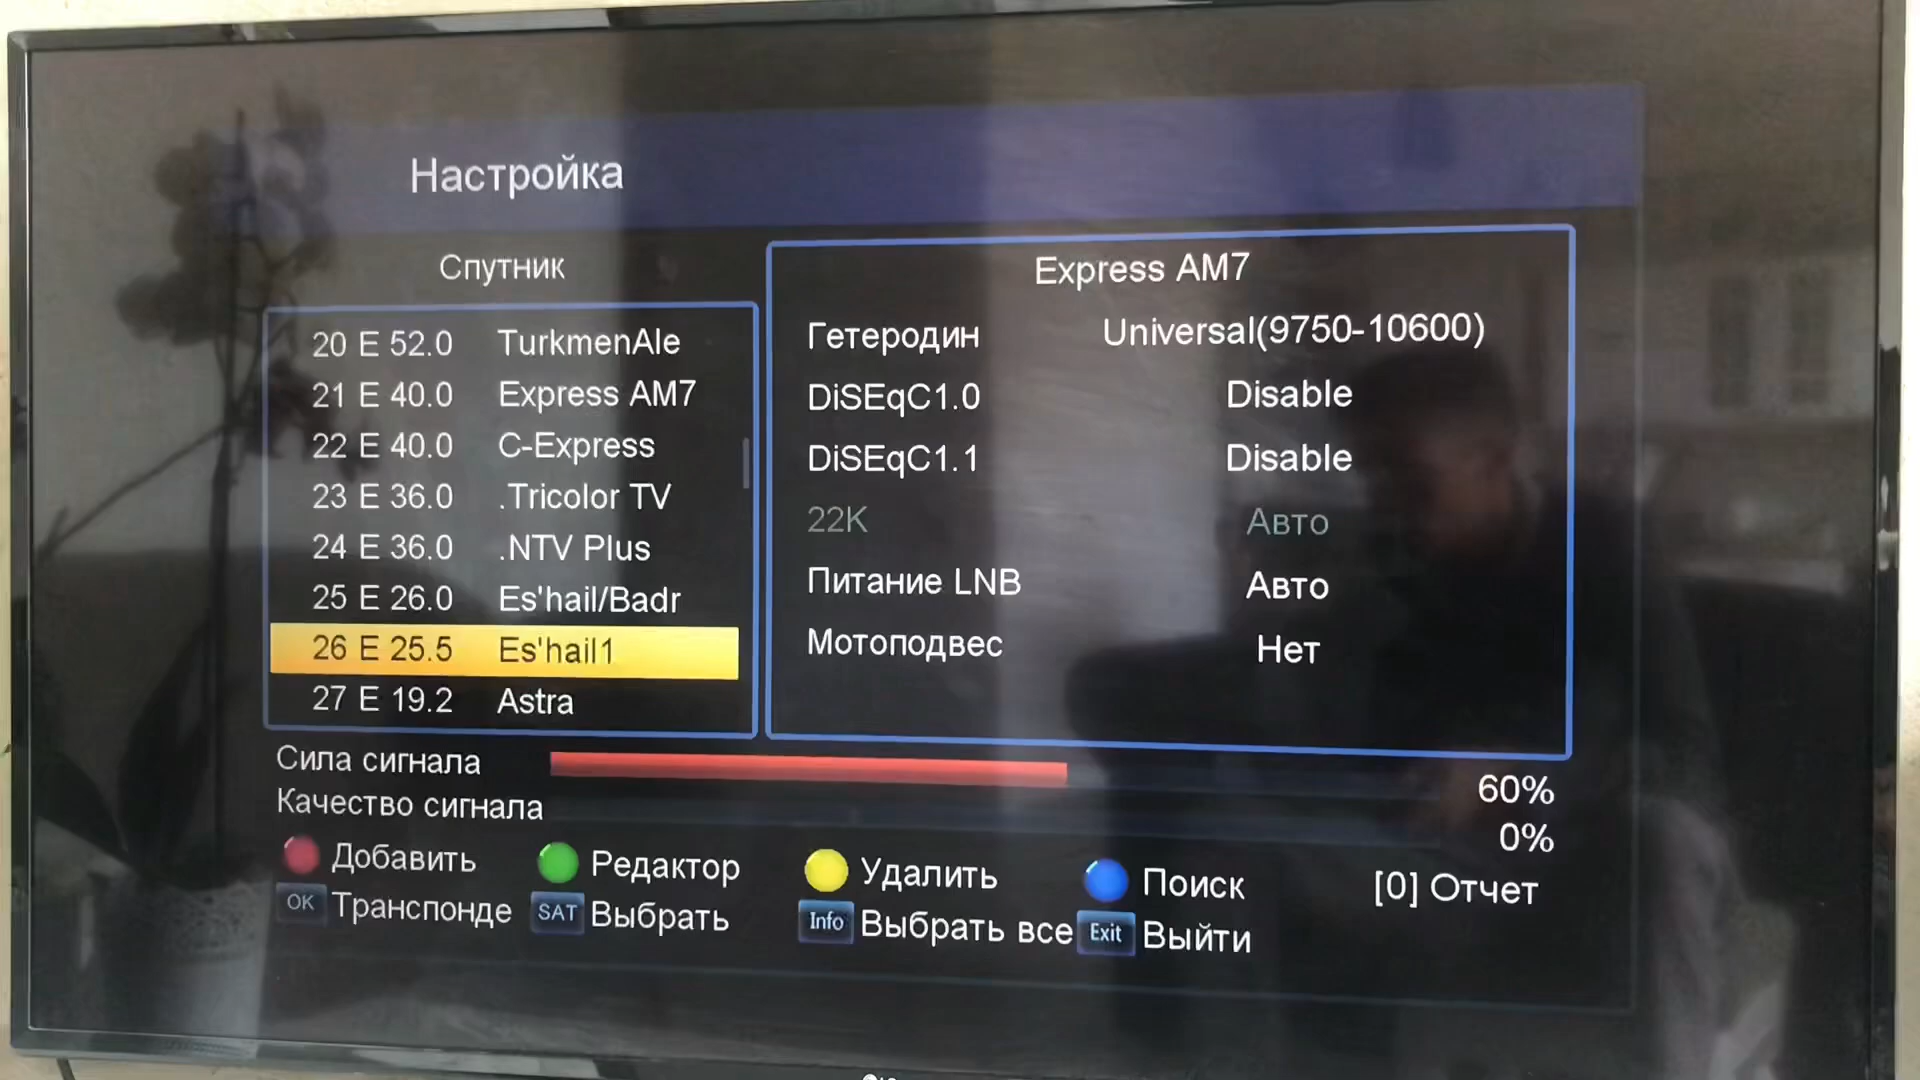 Настройка
Спутник
20 E 52.0 TurkmenAle
21 E 40.0 Express AM7
22 E 40.0 C-Express
23 E 36.0 .Tricolor TV
24 E 36.0 .NTV Plus
25 E 26.0 Es'hail/Badr
26 E 25.5 Es'hail1
27 E 19.2 Astra
Express AM7
Гетеродин Universal(9750-10600)
DiSEqC1.0 Disable
DiSEqC1.1 Disable
22K Авто
Питание LNB Авто
Мотоподвес Нет
Сила сигнала 60%
Качество сигнала 0%
Добавить Редактор Удалить Поиск [0] Отчет
OK Транспонде SAT Выбрать Info Выбрать все Exit Выйти